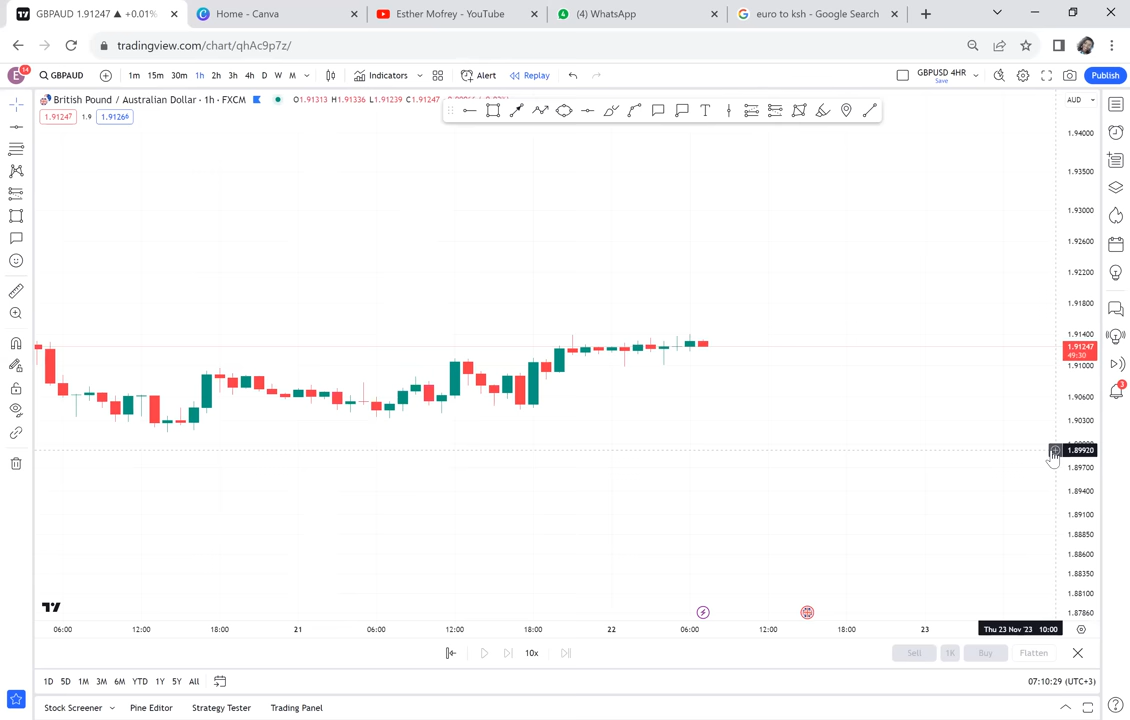 GBPAUD 1.91247 ▲ +0.01%
Home - Canva
Esther Mofrey - YouTube
(4) WhatsApp
euro to ksh - Google Search
tradingview.com/chart/qhAc9p7z/
E 14 GBPAUD 1m 15m 30m 1h 2h 3h 4h D W M Indicators Alert Replay GBPUSD 4HR Save Publish
British Pound / Australian Dollar · 1h · FXCM O1.91313 H1.91336 L1.91239 C1.91247
1.91247 1.9 1.91266
AUD
1.94000
1.93500
1.93000
1.92600
1.92200
1.91800
1.91400
1.91247
49:30
1.91000
1.90600
1.90300
1.89920
1.89700
1.89400
1.89100
1.88850
1.88600
1.88350
1.88100
1.87860
3
06:00 12:00 18:00 21 06:00 12:00 18:00 22 06:00 12:00 18:00 23 Thu 23 Nov '23 10:00
10x Sell 1K Buy Flatten
1D 5D 1M 3M 6M YTD 1Y 5Y All 07:10:29 (UTC+3)
Stock Screener Pine Editor Strategy Tester Trading Panel